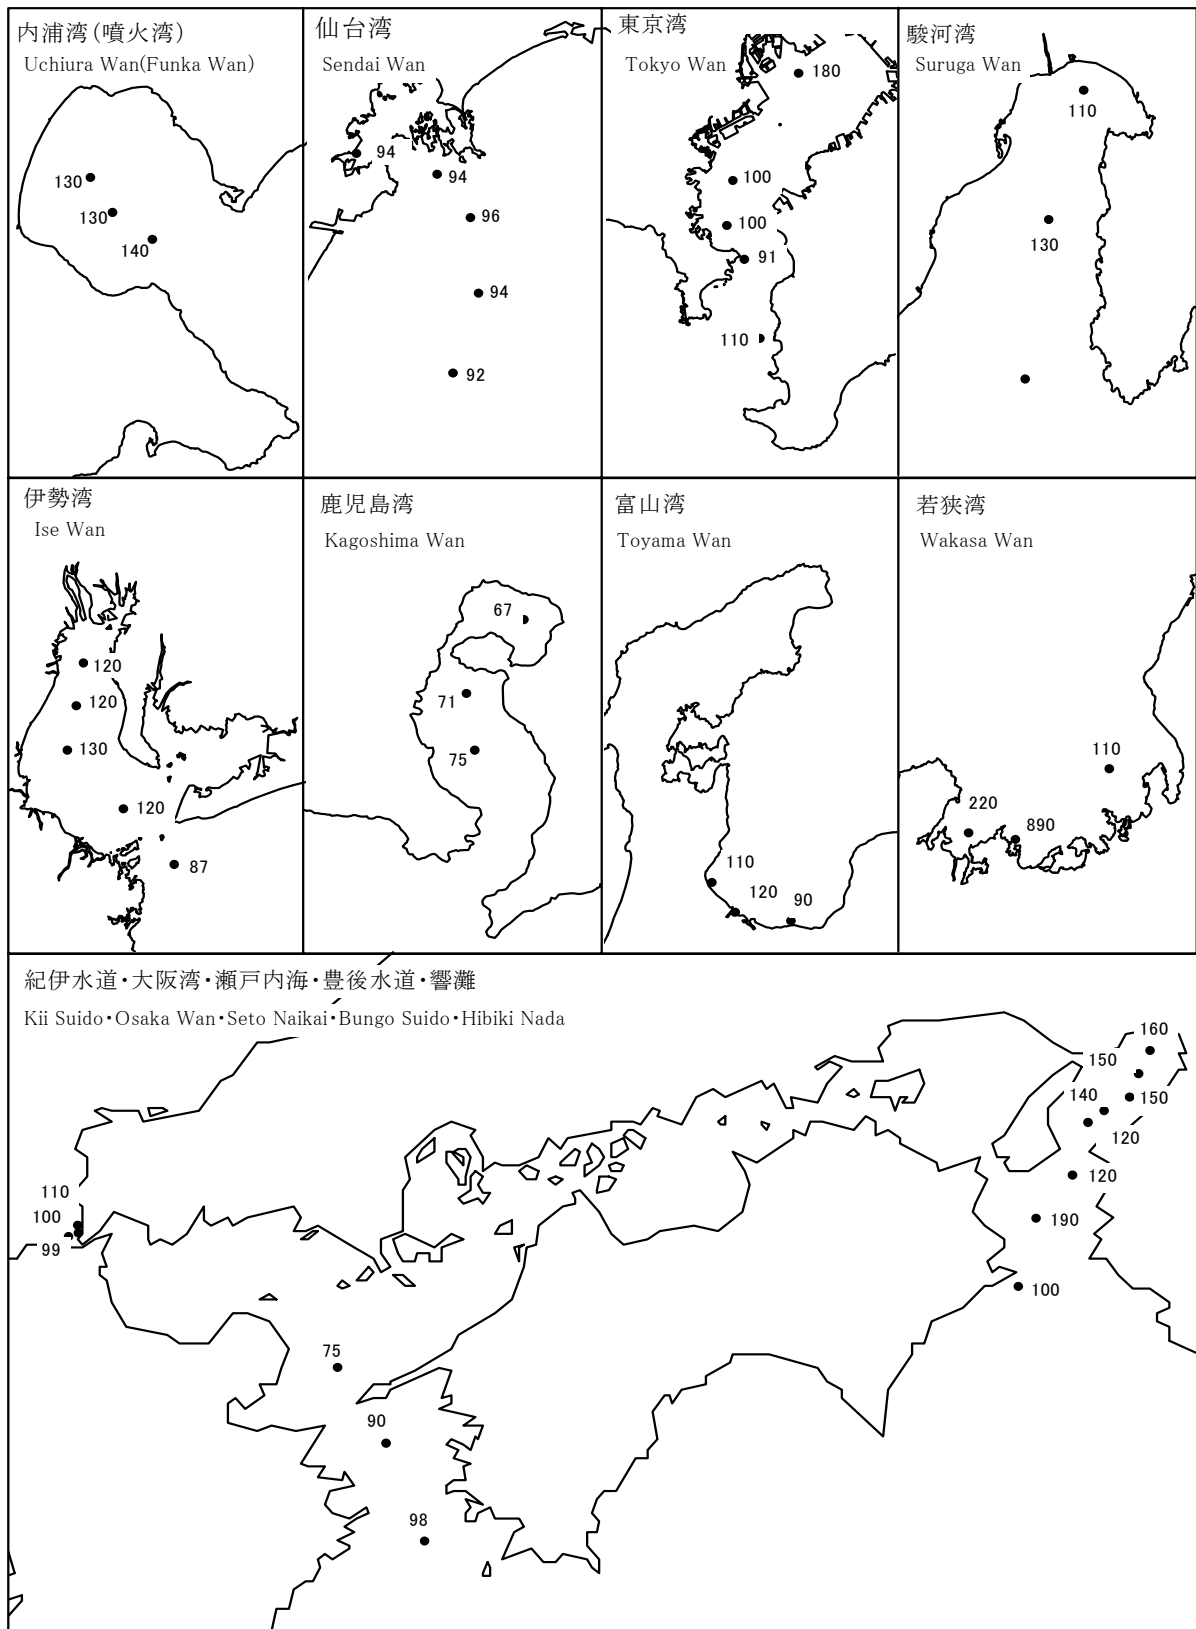 内浦湾(噴火湾)
Uchiura Wan(Funka Wan)
130
130
140
仙台湾
Sendai Wan
94
94
96
94
92
東京湾
Tokyo Wan
180
100
100
91
110
駿河湾
Suruga Wan
110
130
伊勢湾
Ise Wan
120
120
130
120
87
鹿児島湾
Kagoshima Wan
67
71
75
富山湾
Toyama Wan
110
120
90
若狭湾
Wakasa Wan
110
220
890
紀伊水道・大阪湾・瀬戸内海・豊後水道・響灘
Kii Suido・Osaka Wan・Seto Naikai・Bungo Suido・Hibiki Nada
160
150
140
150
120
120
190
100
110
100
99
75
90
98